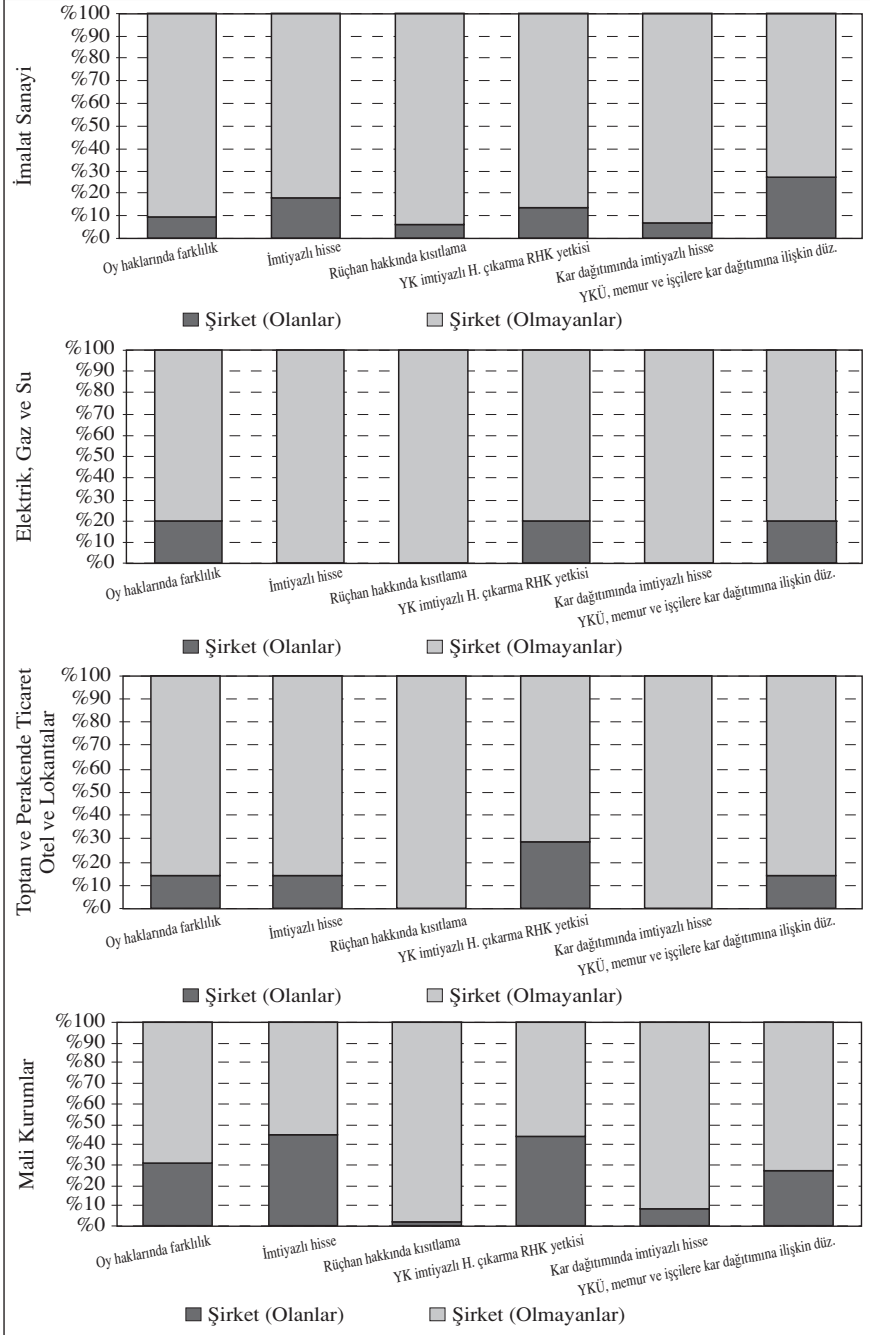 İmalat Sanayi
%100
%90
%80
%70
%60
%50
%40
%30
%20
%10
%0
Oy haklarında farklılık
İmtiyazlı hisse
Rüçhan hakkında kısıtlama
YK imtiyazlı H. çıkarma RHK yetkisi
Kar dağıtımında imtiyazlı hisse
YKÜ, memur ve işçilere kar dağıtımına ilişkin düz.
Şirket (Olanlar) Şirket (Olmayanlar)
Elektrik, Gaz ve Su
%100
%90
%80
%70
%60
%50
%40
%30
%20
%10
%0
Oy haklarında farklılık
İmtiyazlı hisse
Rüçhan hakkında kısıtlama
YK imtiyazlı H. çıkarma RHK yetkisi
Kar dağıtımında imtiyazlı hisse
YKÜ, memur ve işçilere kar dağıtımına ilişkin düz.
Şirket (Olanlar) Şirket (Olmayanlar)
Toptan ve Perakende Ticaret
Otel ve Lokantalar
%100
%90
%80
%70
%60
%50
%40
%30
%20
%10
%0
Oy haklarında farklılık
İmtiyazlı hisse
Rüçhan hakkında kısıtlama
YK imtiyazlı H. çıkarma RHK yetkisi
Kar dağıtımında imtiyazlı hisse
YKÜ, memur ve işçilere kar dağıtımına ilişkin düz.
Şirket (Olanlar) Şirket (Olmayanlar)
Mali Kurumlar
%100
%90
%80
%70
%60
%50
%40
%30
%20
%10
%0
Oy haklarında farklılık
İmtiyazlı hisse
Rüçhan hakkında kısıtlama
YK imtiyazlı H. çıkarma RHK yetkisi
Kar dağıtımında imtiyazlı hisse
YKÜ, memur ve işçilere kar dağıtımına ilişkin düz.
Şirket (Olanlar) Şirket (Olmayanlar)